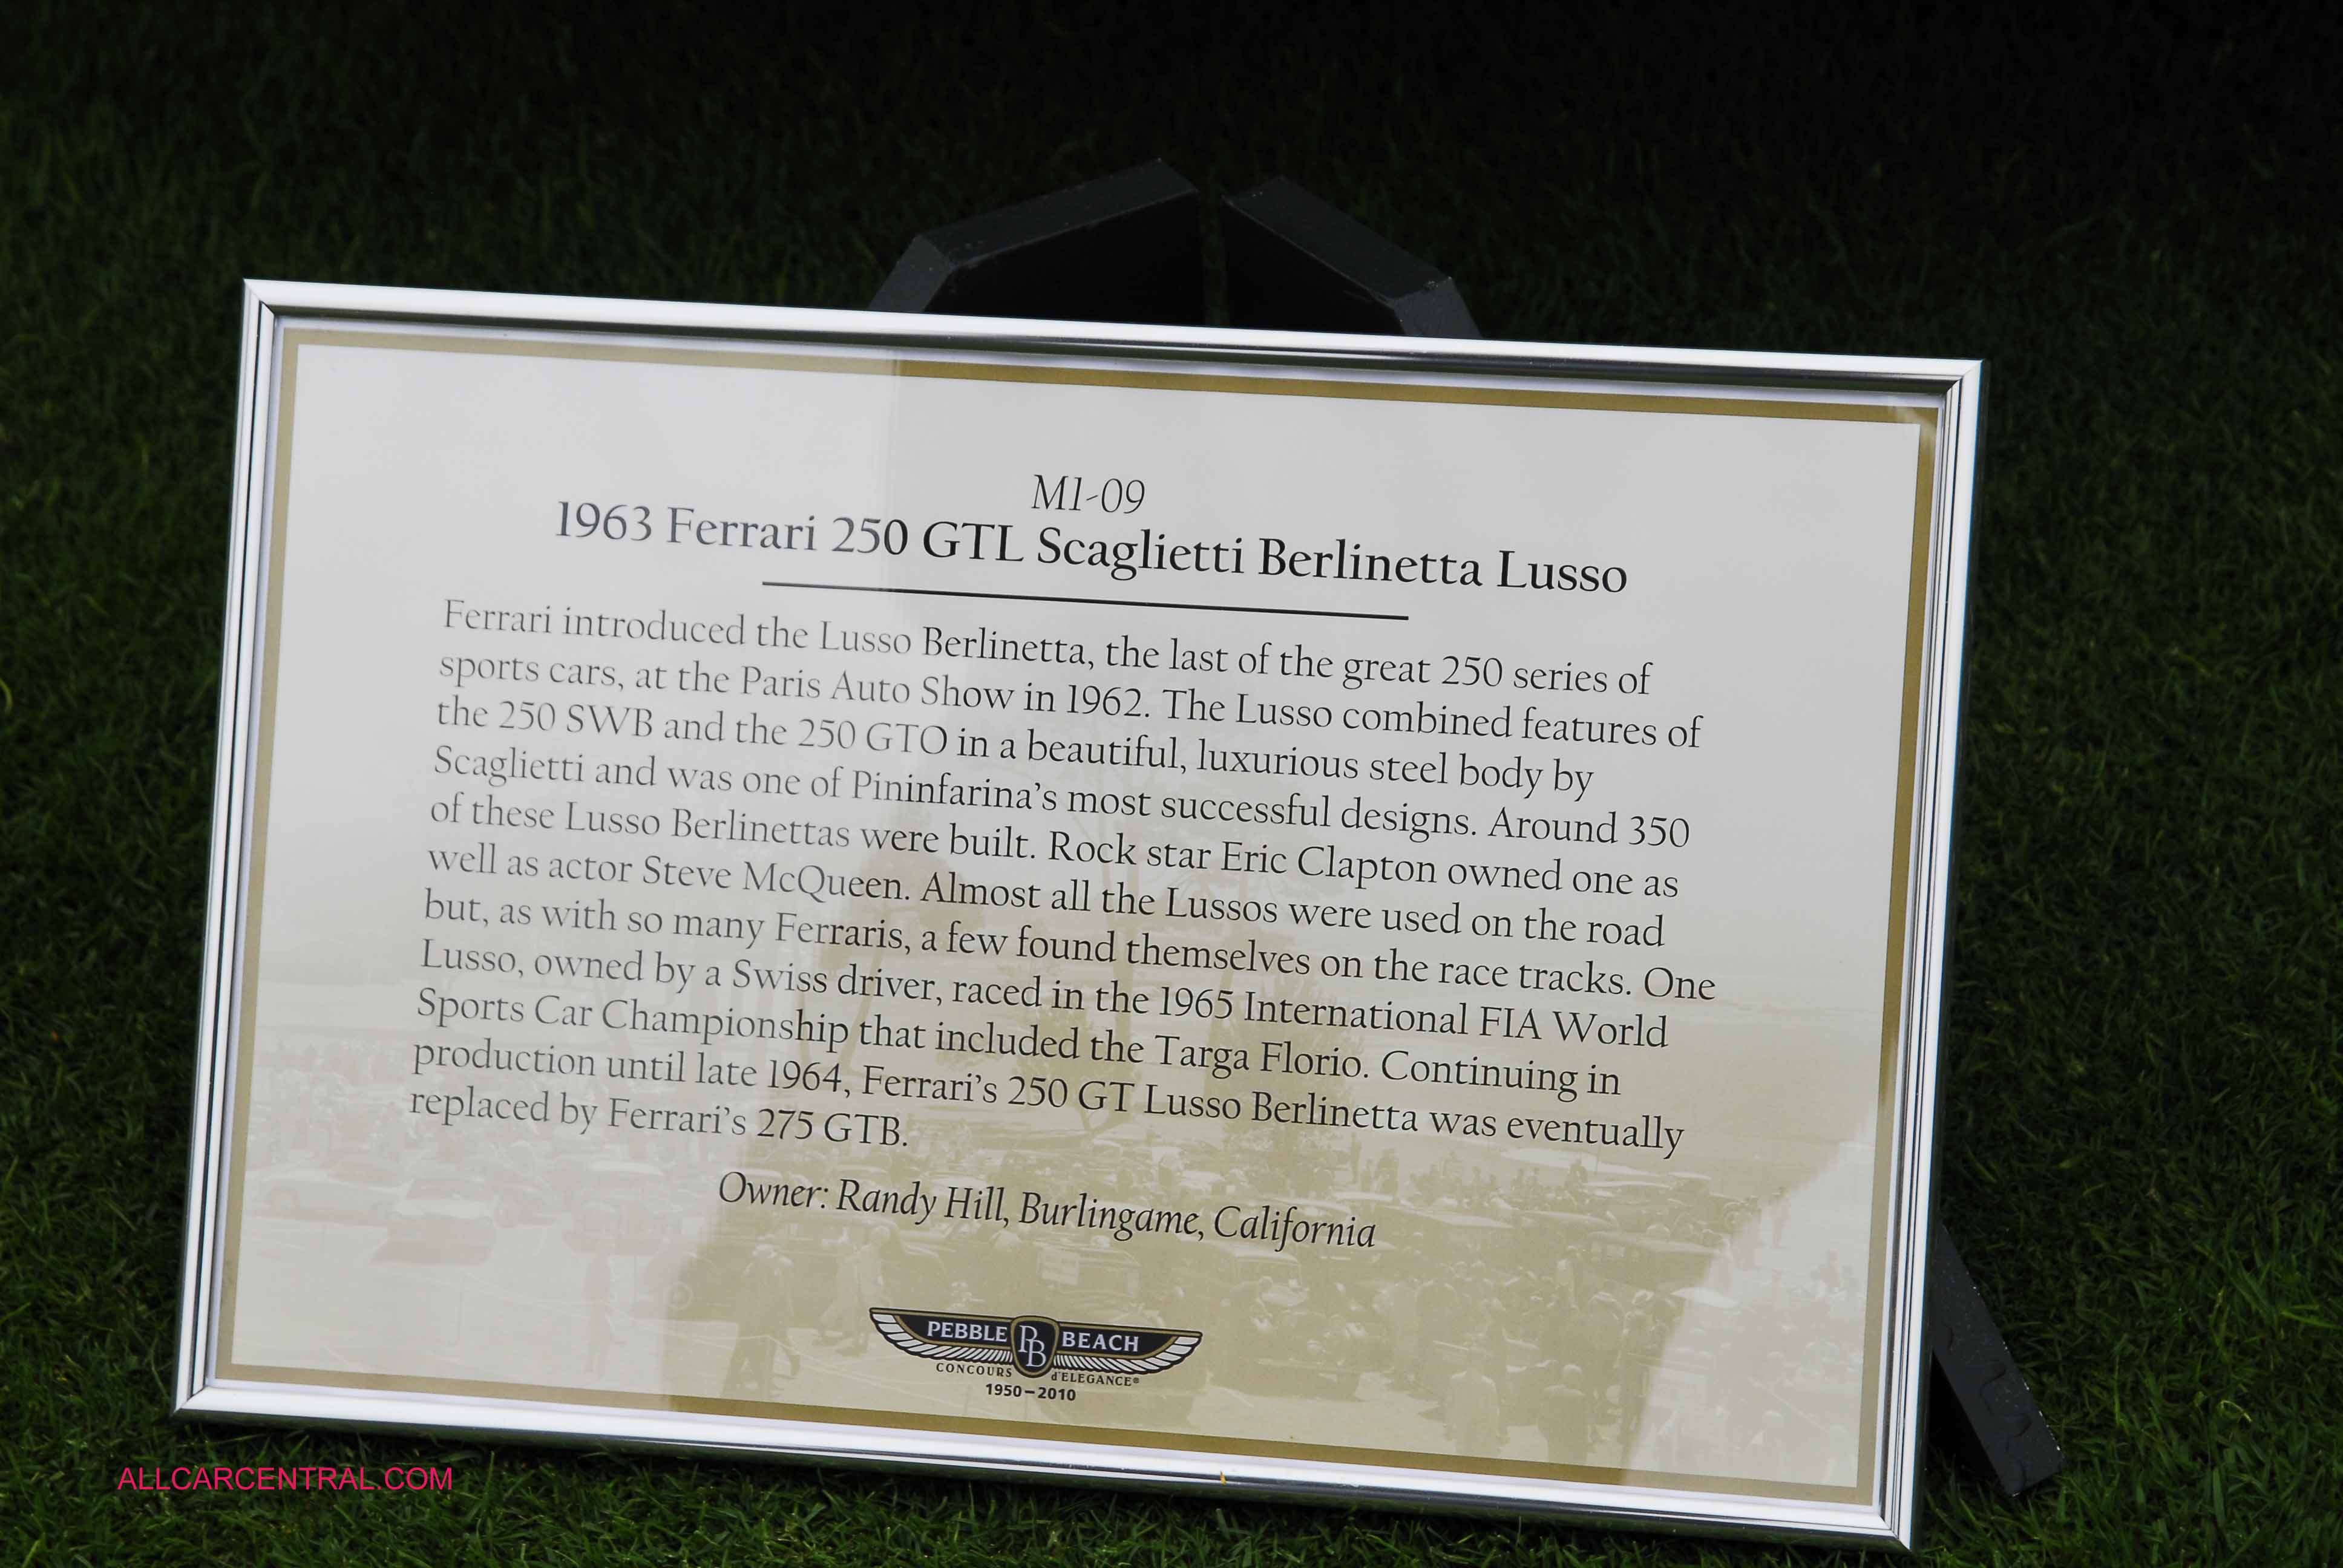 M1-09
1963 Ferrari 250 GTL Scaglietti Berlinetta Lusso
Ferrari introduced the Lusso Berlinetta, the last of the great 250 series of
sports cars, at the Paris Auto Show in 1962. The Lusso combined features of
the 250 SWB and the 250 GTO in a beautiful, luxurious steel body by
Scaglietti and was one of Pininfarina's most successful designs. Around 350
of these Lusso Berlinettas were built. Rock star Eric Clapton owned one as
well as actor Steve McQueen. Almost all the Lussos were used on the road
but, as with so many Ferraris, a few found themselves on the race tracks. One
Lusso, owned by a Swiss driver, raced in the 1965 International FIA World
Sports Car Championship that included the Targa Florio. Continuing in
production until late 1964, Ferrari's 250 GT Lusso Berlinetta was eventually
replaced by Ferrari's 275 GTB.
Owner: Randy Hill, Burlingame, California
PEBBLE PB BEACH
CONCOURS d'ELEGANCE®
1950–2010
ALLCARCENTRAL.COM